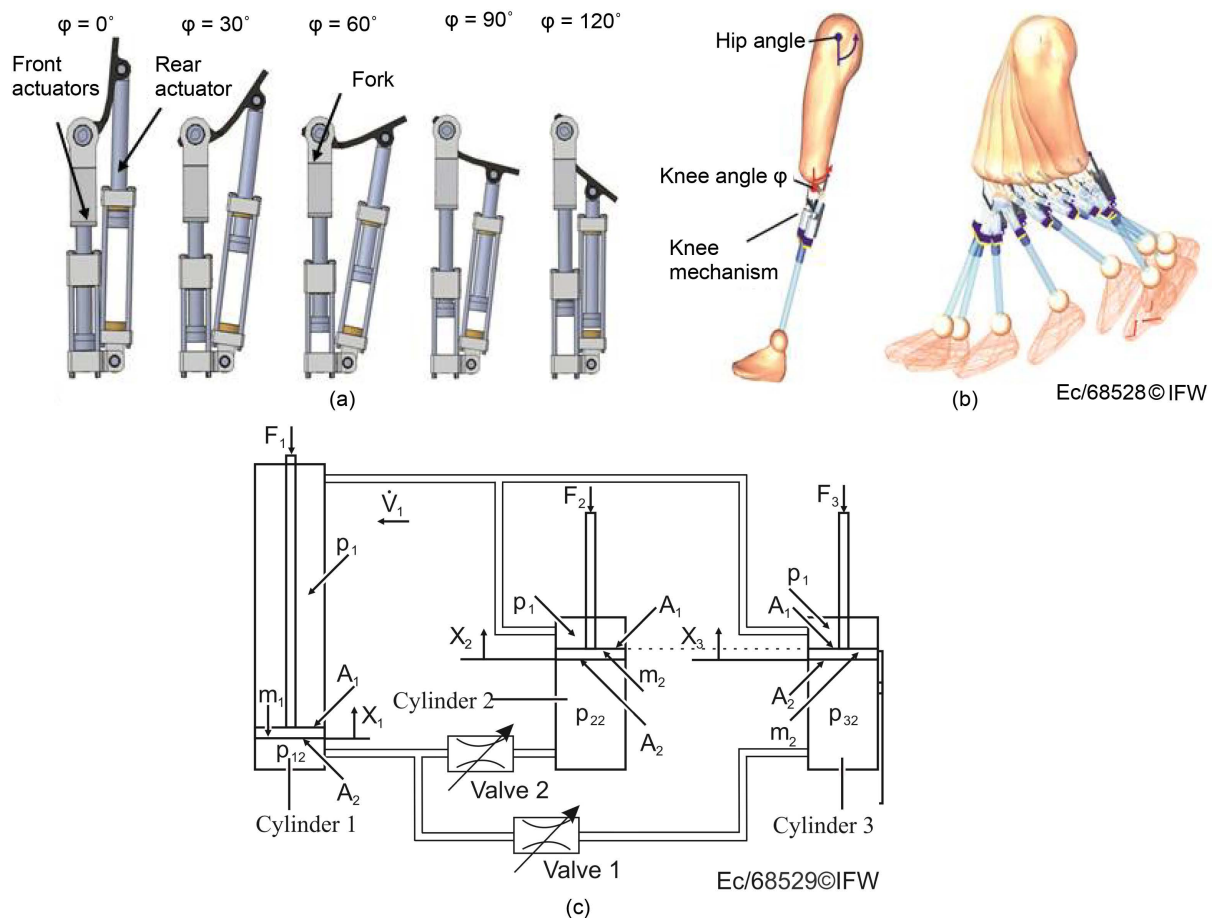 φ = 0° φ = 30° φ = 60° φ = 90° φ = 120°
Front
actuators
Rear
actuator
Fork
(a)
Hip angle
Knee angle φ
Knee
mechanism
(b)
Ec/68528©IFW
F₁
V̇₁
p₁
A₁
m₁
X₁
p₁₂
A₂
Cylinder 1
F₂
p₁
A₁
X₂
m₂
Cylinder 2
p₂₂
A₂
Valve 2
Valve 1
F₃
p₁
A₁
X₃
A₂
m₂
p₃₂
Cylinder 3
Ec/68529©IFW
(c)